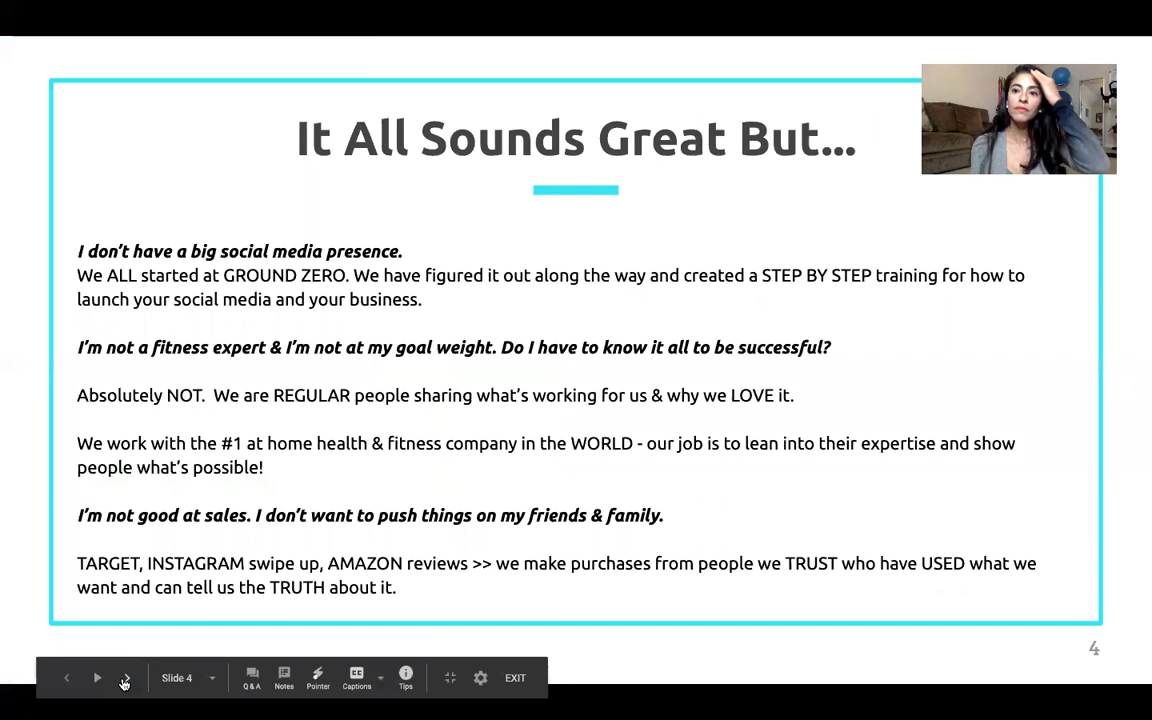 It All Sounds Great But...
I don't have a big social media presence.
We ALL started at GROUND ZERO. We have figured it out along the way and created a STEP BY STEP training for how to
launch your social media and your business.
I'm not a fitness expert & I'm not at my goal weight. Do I have to know it all to be successful?
Absolutely NOT.  We are REGULAR people sharing what's working for us & why we LOVE it.
We work with the #1 at home health & fitness company in the WORLD - our job is to lean into their expertise and show
people what's possible!
I'm not good at sales. I don't want to push things on my friends & family.
TARGET, INSTAGRAM swipe up, AMAZON reviews >> we make purchases from people we TRUST who have USED what we
want and can tell us the TRUTH about it.
4
Slide 4
Q & A
Notes
Pointer
CC
Captions
Tips
EXIT